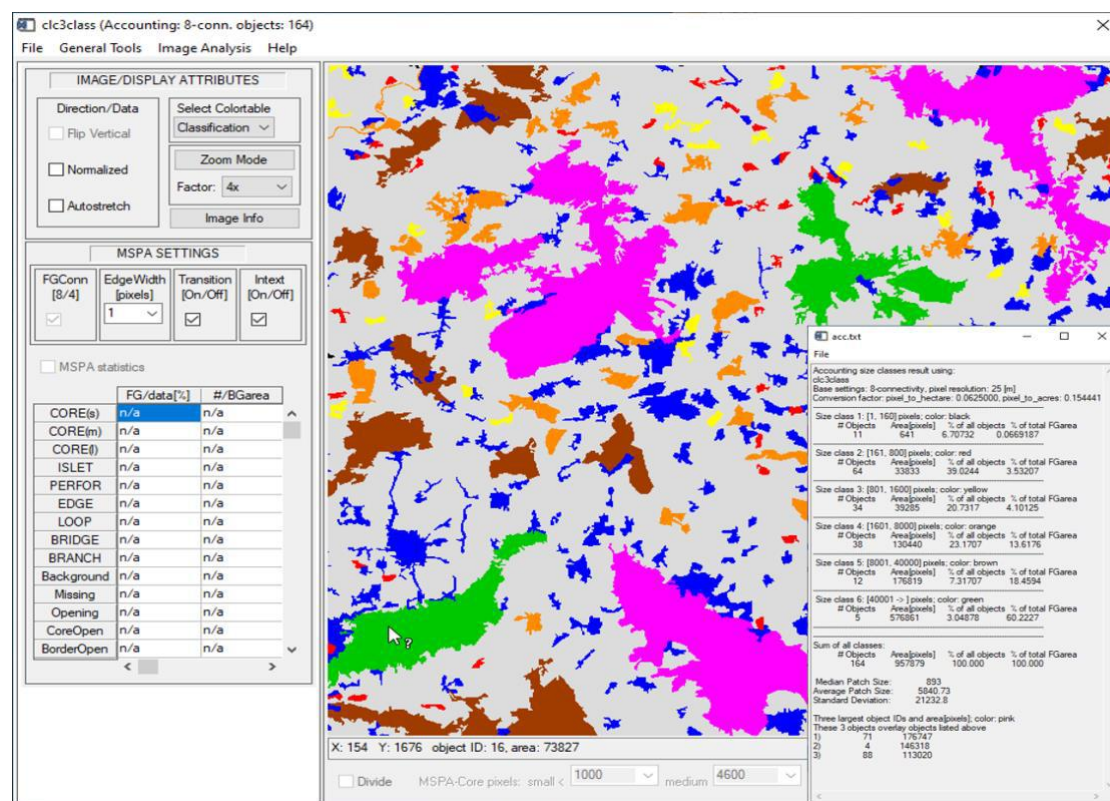 clc3class (Accounting: 8-conn. objects: 164)
File General Tools Image Analysis Help
IMAGE/DISPLAY ATTRIBUTES
Direction/Data
Flip Vertical
Normalized
Autostretch
Select Colortable
Classification
Zoom Mode
Factor: 4x
Image Info
MSPA SETTINGS
FGConn [8/4]
EdgeWidth [pixels]
1
Transition [On/Off]
Intext [On/Off]
MSPA statistics
FG/data[%] #/BGarea
CORE(s) n/a n/a
CORE(m) n/a n/a
CORE(l) n/a n/a
ISLET n/a n/a
PERFOR n/a n/a
EDGE n/a n/a
LOOP n/a n/a
BRIDGE n/a n/a
BRANCH n/a n/a
Background n/a n/a
Missing n/a n/a
Opening n/a n/a
CoreOpen n/a n/a
BorderOpen n/a n/a
X: 154 Y: 1676 object ID: 16, area: 73827
Divide MSPA-Core pixels: small < 1000 medium 4600
acc.txt
File
Accounting size classes result using:
clc3class
Base settings: 8-connectivity, pixel resolution: 25 [m]
Conversion factor: pixel_to_hectare: 0.0625000, pixel_to_acres: 0.154441
Size class 1: [1, 160] pixels; color: black
# Objects Area[pixels] % of all objects % of total FGarea
11 641 6.70732 0.0669187
Size class 2: [161, 800] pixels; color: red
# Objects Area[pixels] % of all objects % of total FGarea
64 33833 39.0244 3.53207
Size class 3: [801, 1600] pixels; color: yellow
# Objects Area[pixels] % of all objects % of total FGarea
34 39285 20.7317 4.10125
Size class 4: [1601, 8000] pixels; color: orange
# Objects Area[pixels] % of all objects % of total FGarea
38 130440 23.1707 13.6176
Size class 5: [8001, 40000] pixels; color: brown
# Objects Area[pixels] % of all objects % of total FGarea
12 176819 7.31707 18.4594
Size class 6: [40001 -> ] pixels; color: green
# Objects Area[pixels] % of all objects % of total FGarea
5 576861 3.04878 60.2227
Sum of all classes:
# Objects Area[pixels] % of all objects % of total FGarea
164 957879 100.000 100.000
Median Patch Size: 893
Average Patch Size: 5840.73
Standard Deviation: 21232.8
Three largest object IDs and area[pixels]; color: pink
These 3 objects overlay objects listed above
1) 71 176747
2) 4 146318
3) 88 113020